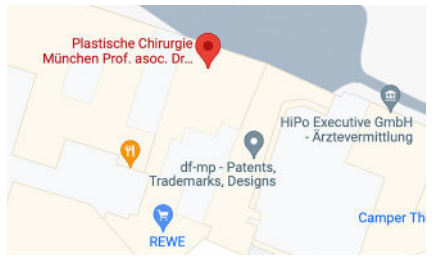 Plastische Chirurgie
München Prof. asoc. Dr...
HiPo Executive GmbH
- Ärztevermittlung
df-mp - Patents,
Trademarks, Designs
Camper Th
REWE